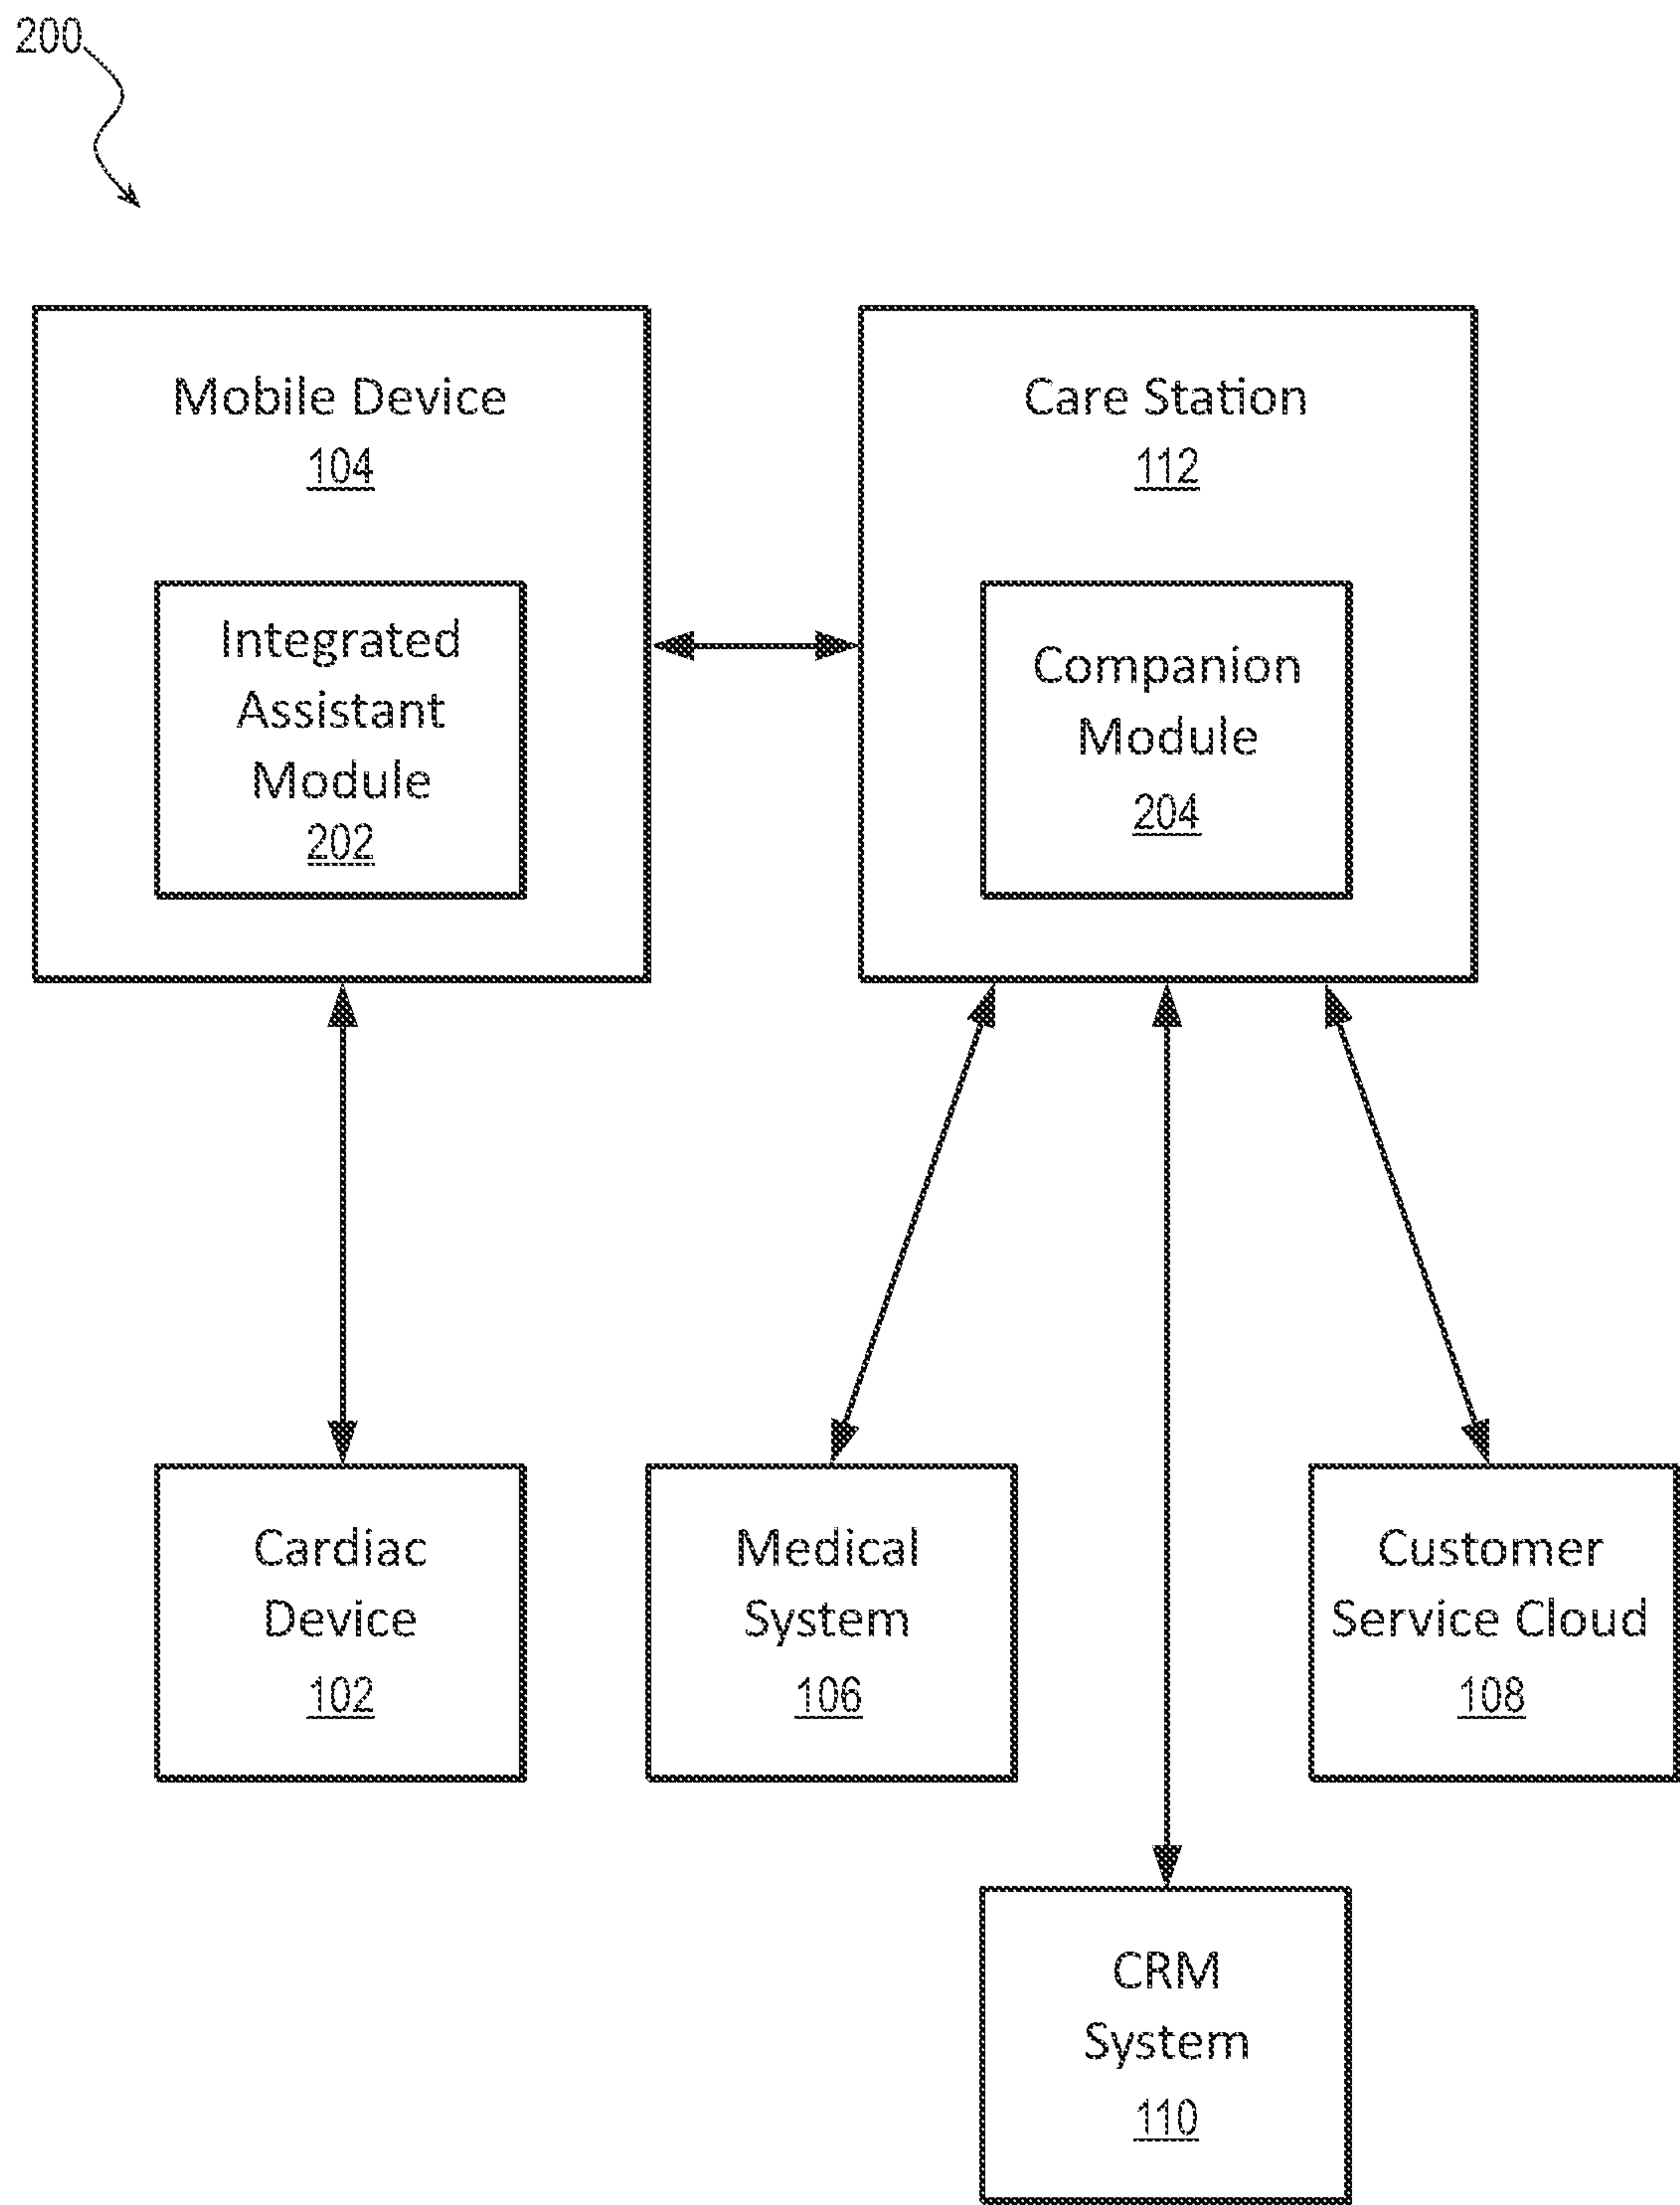 200
Mobile Device
104
Integrated
Assistant
Module
202
Care Station
112
Companion
Module
204
Cardiac
Device
102
Medical
System
106
Customer
Service Cloud
108
CRM
System
110